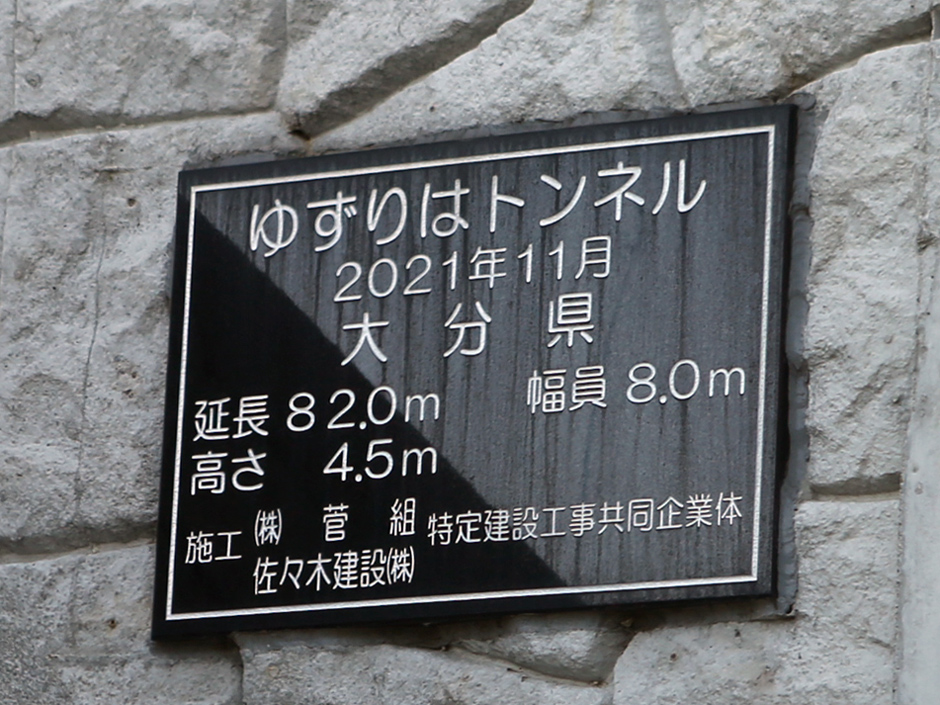 ゆずりはトンネル
2021年11月
大分県
延長 82.0m 幅員 8.0m
高さ 4.5m
施工 ㈱菅組 特定建設工事共同企業体
佐々木建設㈱